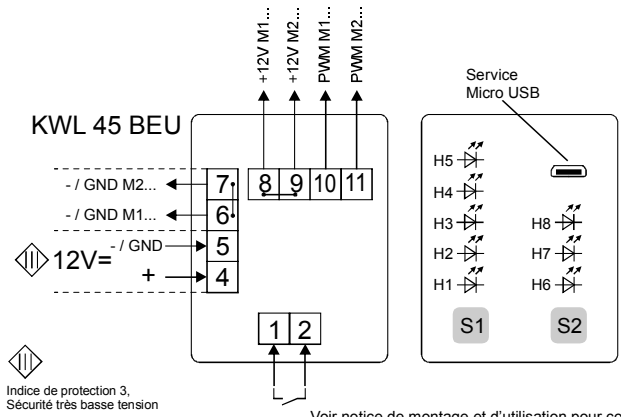 +12V M1...
+12V M2...
PWM M1...
PWM M2...
Service
Micro USB
KWL 45 BEU
- / GND M2...
7
8
9
10
11
- / GND M1...
6
12V=
- / GND
5
+
4
1
2
H5
H4
H3
H8
H2
H7
H1
H6
S1
S2
Indice de protection 3,
Sécurité très basse tension
Voir notice de montage et d'utilisation pour co